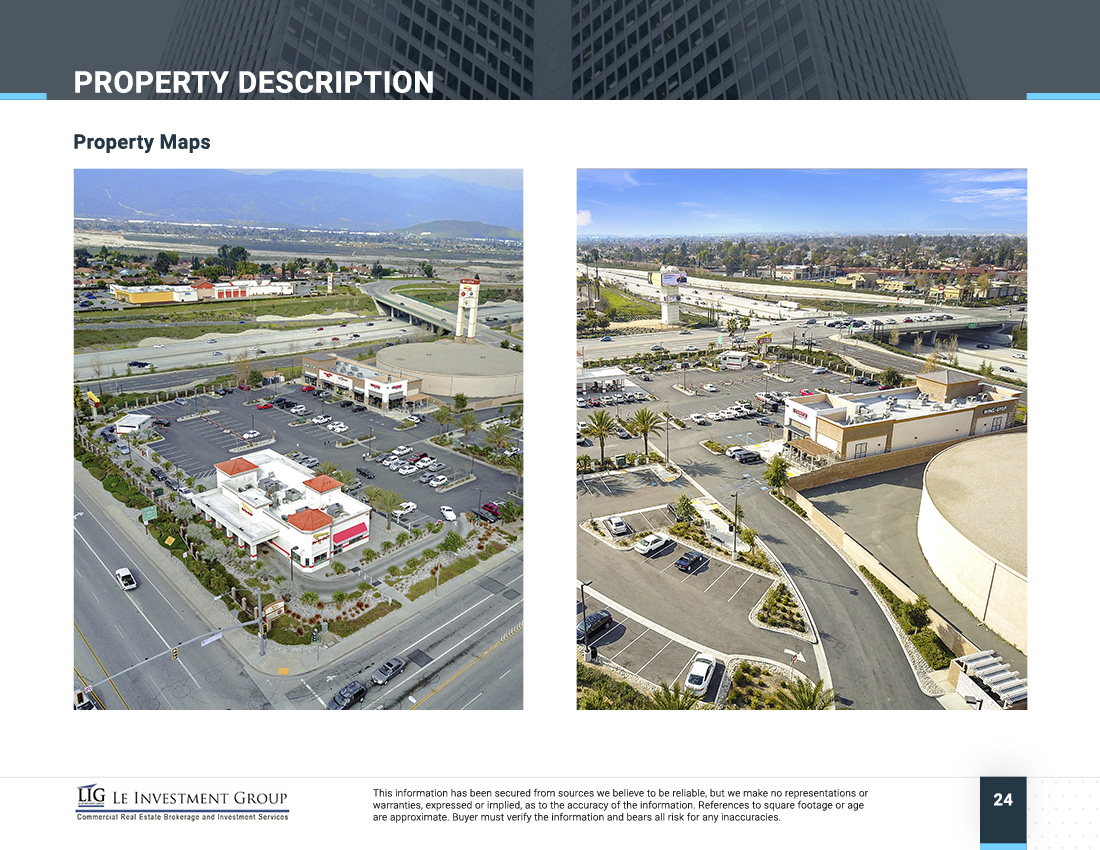 PROPERTY DESCRIPTION
Property Maps
WING-STOP
LIG LE INVESTMENT GROUP
Commercial Real Estate Brokerage and Investment Services
This information has been secured from sources we believe to be reliable, but we make no representations or
warranties, expressed or implied, as to the accuracy of the information. References to square footage or age
are approximate. Buyer must verify the information and bears all risk for any inaccuracies.
24